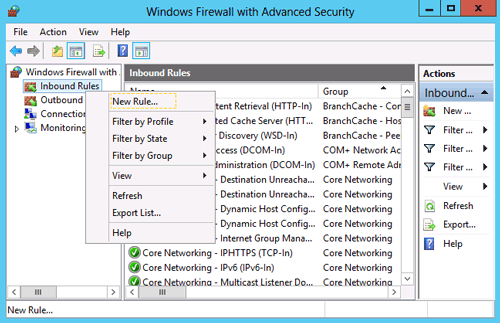 Windows Firewall with Advanced Security
File Action View Help
Windows Firewall with
Inbound Rules
Outbound
Connection
Monitoring
New Rule...
Filter by Profile
Filter by State
Filter by Group
View
Refresh
Export List...
Help
Inbound Rules
Name Group
tent Retrieval (HTTP-In) BranchCache - Con
ted Cache Server (HTT... BranchCache - Hos
r Discovery (WSD-In) BranchCache - Pee
ccess (DCOM-In) COM+ Network Acc
dministration (DCOM-In) COM+ Remote Adm
- Destination Unreacha... Core Networking
- Destination Unreacha... Core Networking
- Dynamic Host Config... Core Networking
- Dynamic Host Config... Core Networking
- Internet Group Mana... Core Networking
Core Networking - IPHTTPS (TCP-In) Core Networking
Core Networking - IPv6 (IPv6-In) Core Networking
Core Networking - Multicast Listener Do... Core Networking
Actions
Inbound...
New ...
Filter ...
Filter ...
Filter ...
View
Refresh
Export...
Help
New Rule...